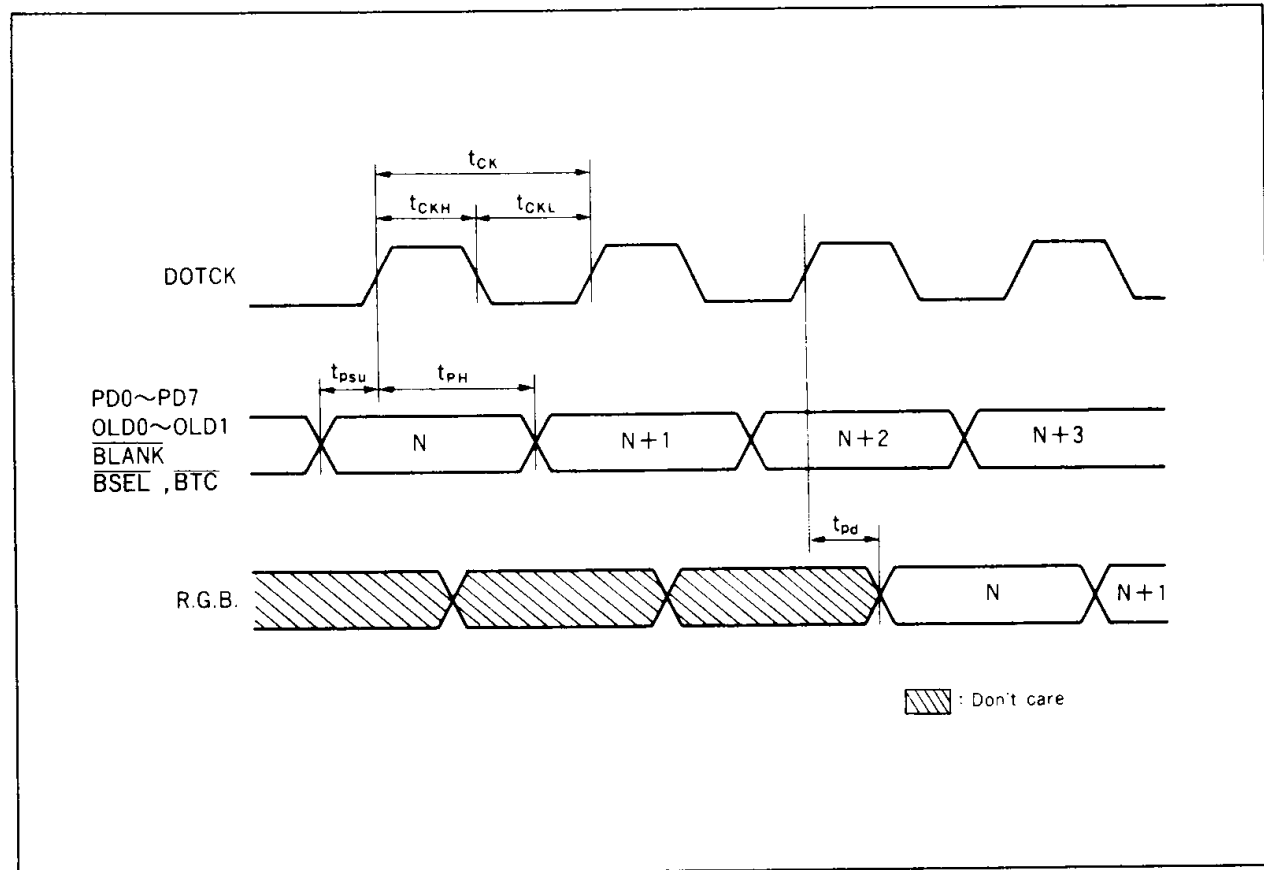 tCK
tCKH
tCKL
DOTCK
tpsu
tPH
PD0~PD7
OLD0~OLD1
BLANK
BSEL , BTC
N
N+1
N+2
N+3
tpd
R.G.B.
N
N+1
: Don't care